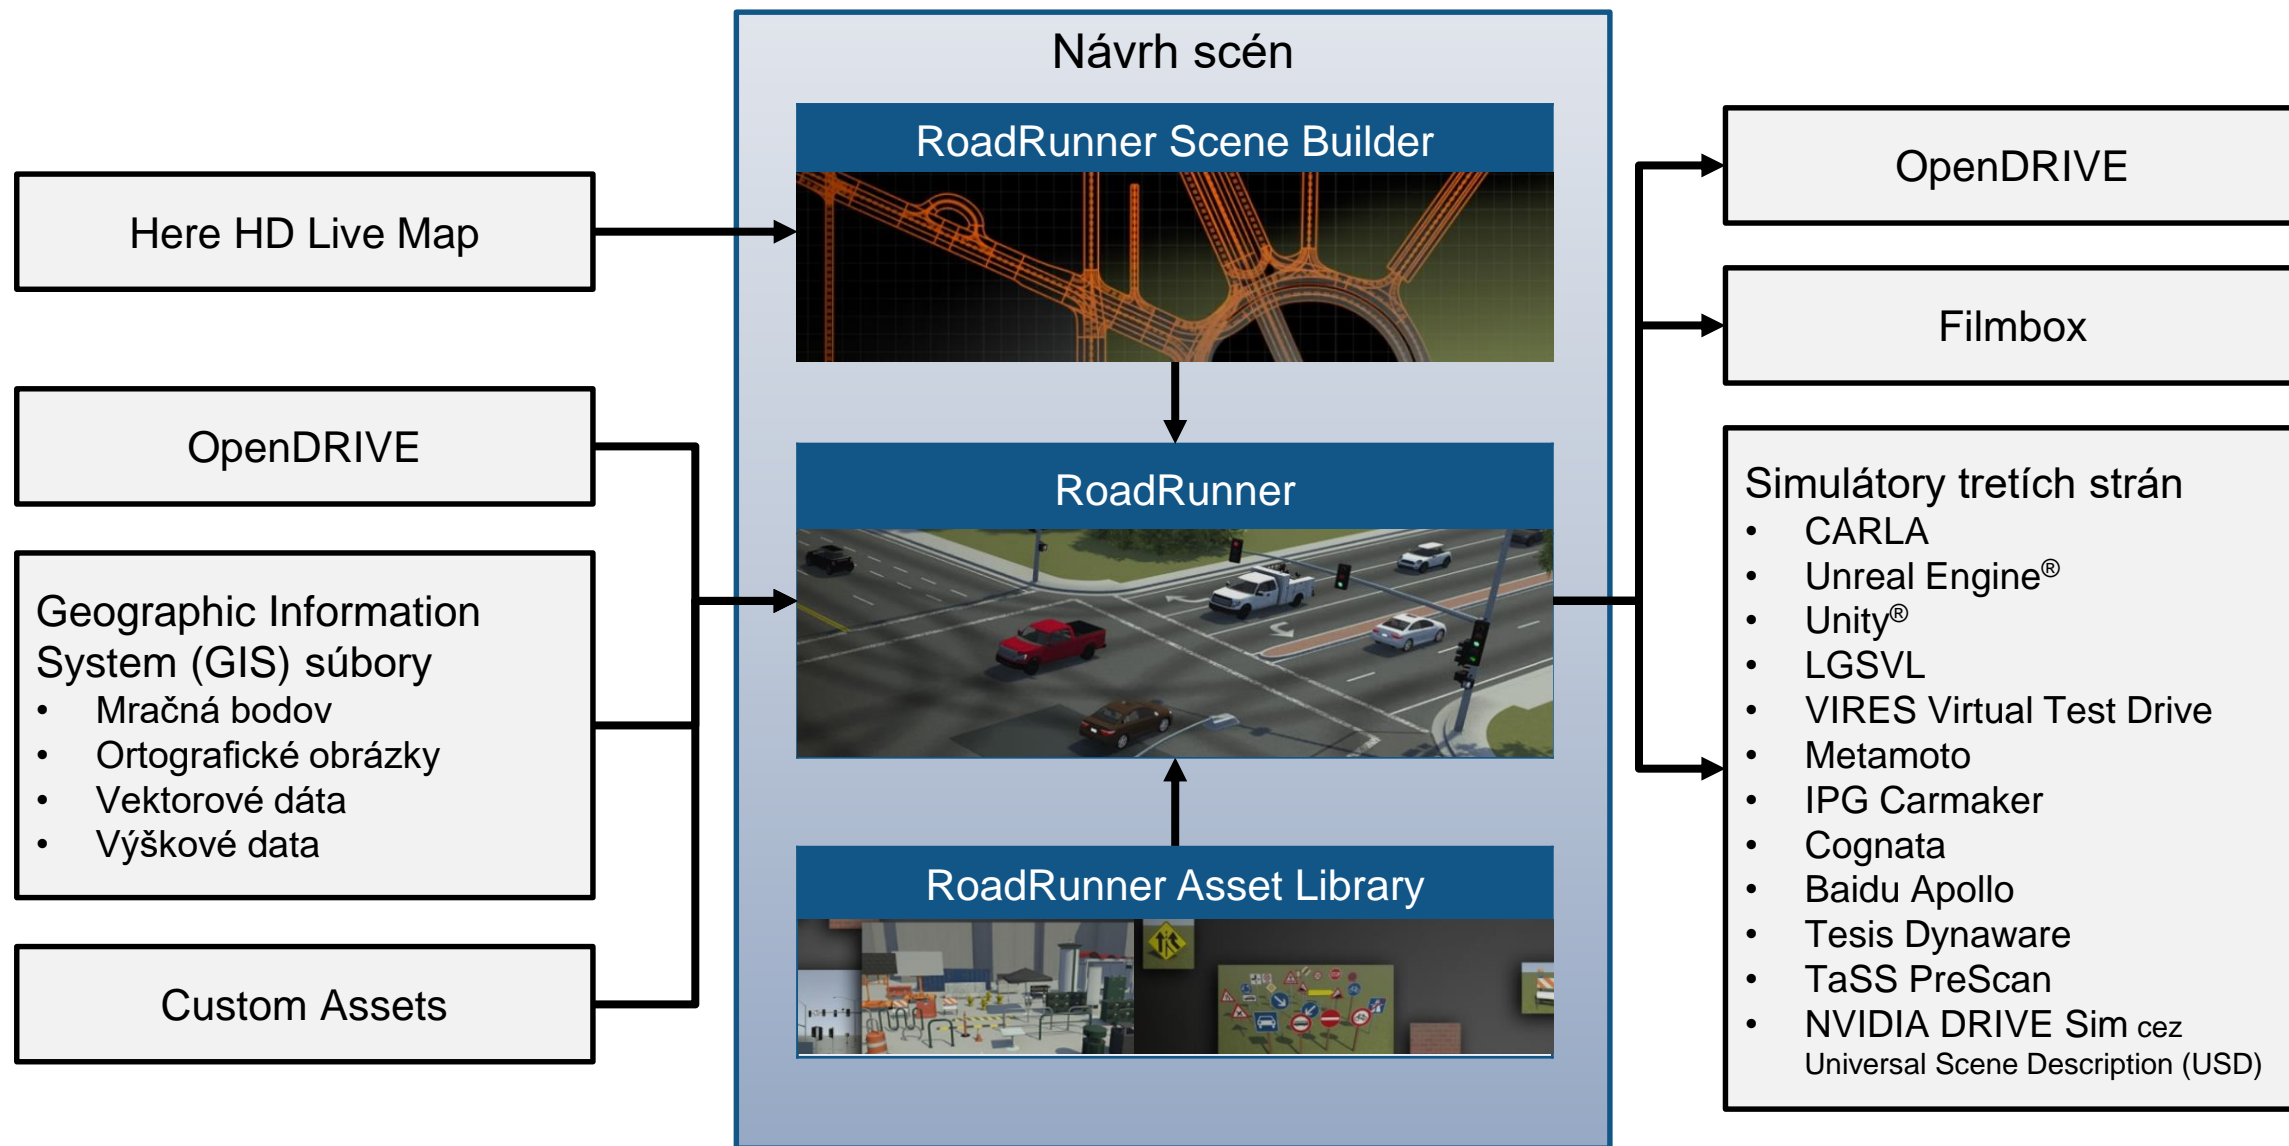 Návrh scén
RoadRunner Scene Builder
Here HD Live Map
OpenDRIVE
Geographic Information
System (GIS) súbory
• Mračná bodov
• Ortografické obrázky
• Vektorové dáta
• Výškové data
Custom Assets
RoadRunner
RoadRunner Asset Library
OpenDRIVE
Filmbox
Simulátory tretích strán
• CARLA
• Unreal Engine®
• Unity®
• LGSVL
• VIRES Virtual Test Drive
• Metamoto
• IPG Carmaker
• Cognata
• Baidu Apollo
• Tesis Dynaware
• TaSS PreScan
• NVIDIA DRIVE Sim cez
Universal Scene Description (USD)